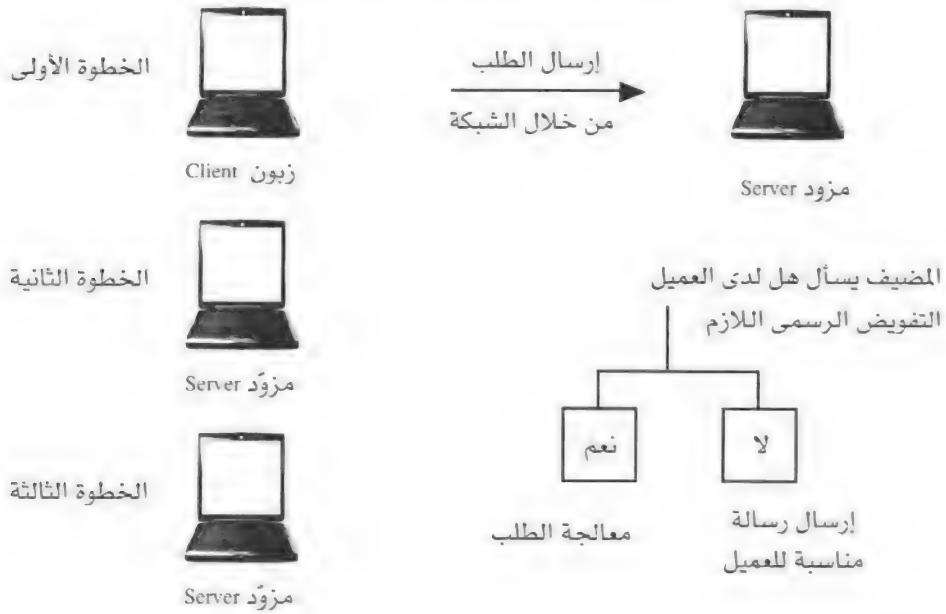 الخطوة الأولى
إرسال الطلب
من خلال الشبكة
زبون Client
مزود Server
الخطوة الثانية
المضيف يسأل هل لدى العميل
التفويض الرسمى اللازم
مزوّد Server
نعم
لا
الخطوة الثالثة
معالجة الطلب
إرسال رسالة
مناسبة للعميل
مزوّد Server